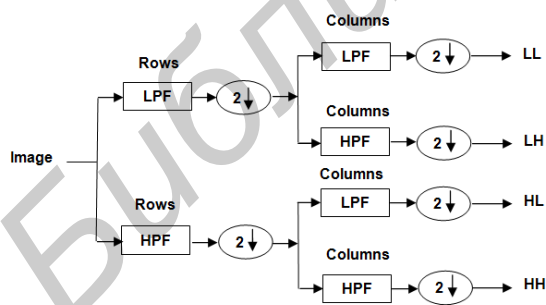 Columns
LPF 2 LL
Rows
LPF 2
Columns
HPF 2 LH
Image
Columns
LPF 2 HL
Rows
HPF 2
Columns
HPF 2 HH
Библ